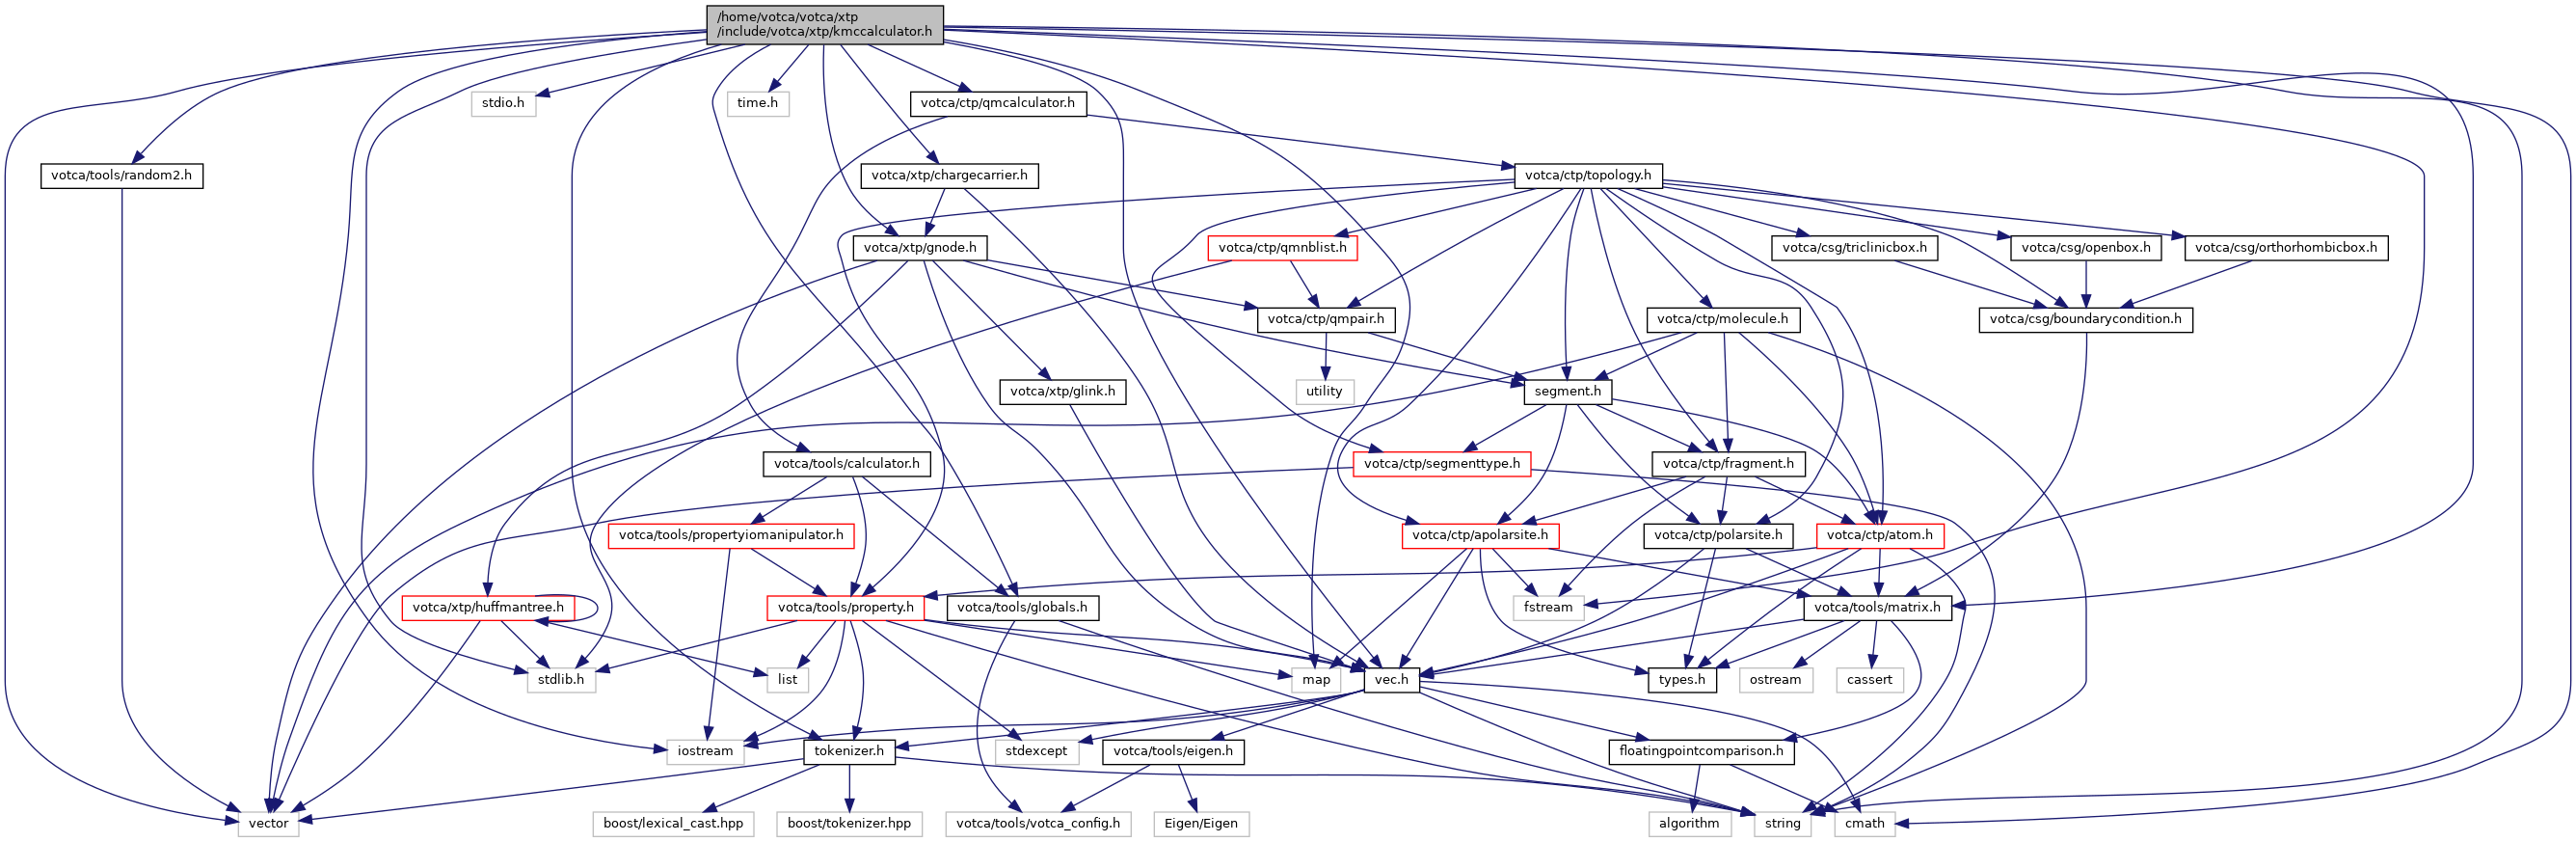 /home/votca/votca/xtp
/include/votca/xtp/kmccalculator.h
stdio.h
time.h
votca/ctp/qmcalculator.h
votca/tools/random2.h
votca/xtp/chargecarrier.h
votca/ctp/topology.h
votca/xtp/gnode.h
votca/ctp/qmnblist.h
votca/csg/triclinicbox.h
votca/csg/openbox.h
votca/csg/orthorhombicbox.h
votca/ctp/qmpair.h
votca/ctp/molecule.h
votca/csg/boundarycondition.h
votca/xtp/glink.h
utility
segment.h
votca/tools/calculator.h
votca/ctp/segmenttype.h
votca/ctp/fragment.h
votca/tools/propertyiomanipulator.h
votca/ctp/apolarsite.h
votca/ctp/polarsite.h
votca/ctp/atom.h
votca/xtp/huffmantree.h
votca/tools/property.h
votca/tools/globals.h
fstream
votca/tools/matrix.h
stdlib.h
list
map
vec.h
types.h
ostream
cassert
iostream
tokenizer.h
stdexcept
votca/tools/eigen.h
floatingpointcomparison.h
vector
boost/lexical_cast.hpp
boost/tokenizer.hpp
votca/tools/votca_config.h
Eigen/Eigen
algorithm
string
cmath